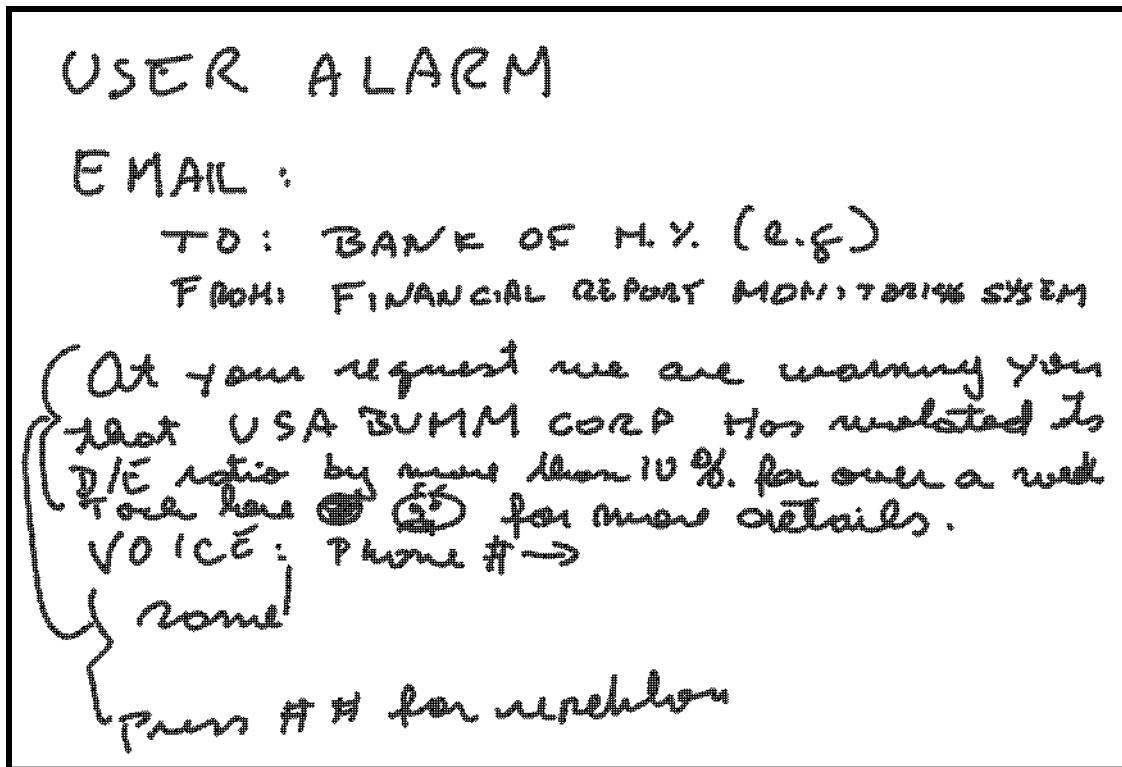 USER ALARM
EMAIL:
TO: BANK OF N.Y. (e.g)
FROM: FINANCIAL REPORT MONITORING SYSTEM
At your request we are warning you
that USA BUMM CORP Has violated its
D/E ratio by more than 10%. for over a week
Touch here for more details.
VOICE: Phone # →
same
Press ## for repetition